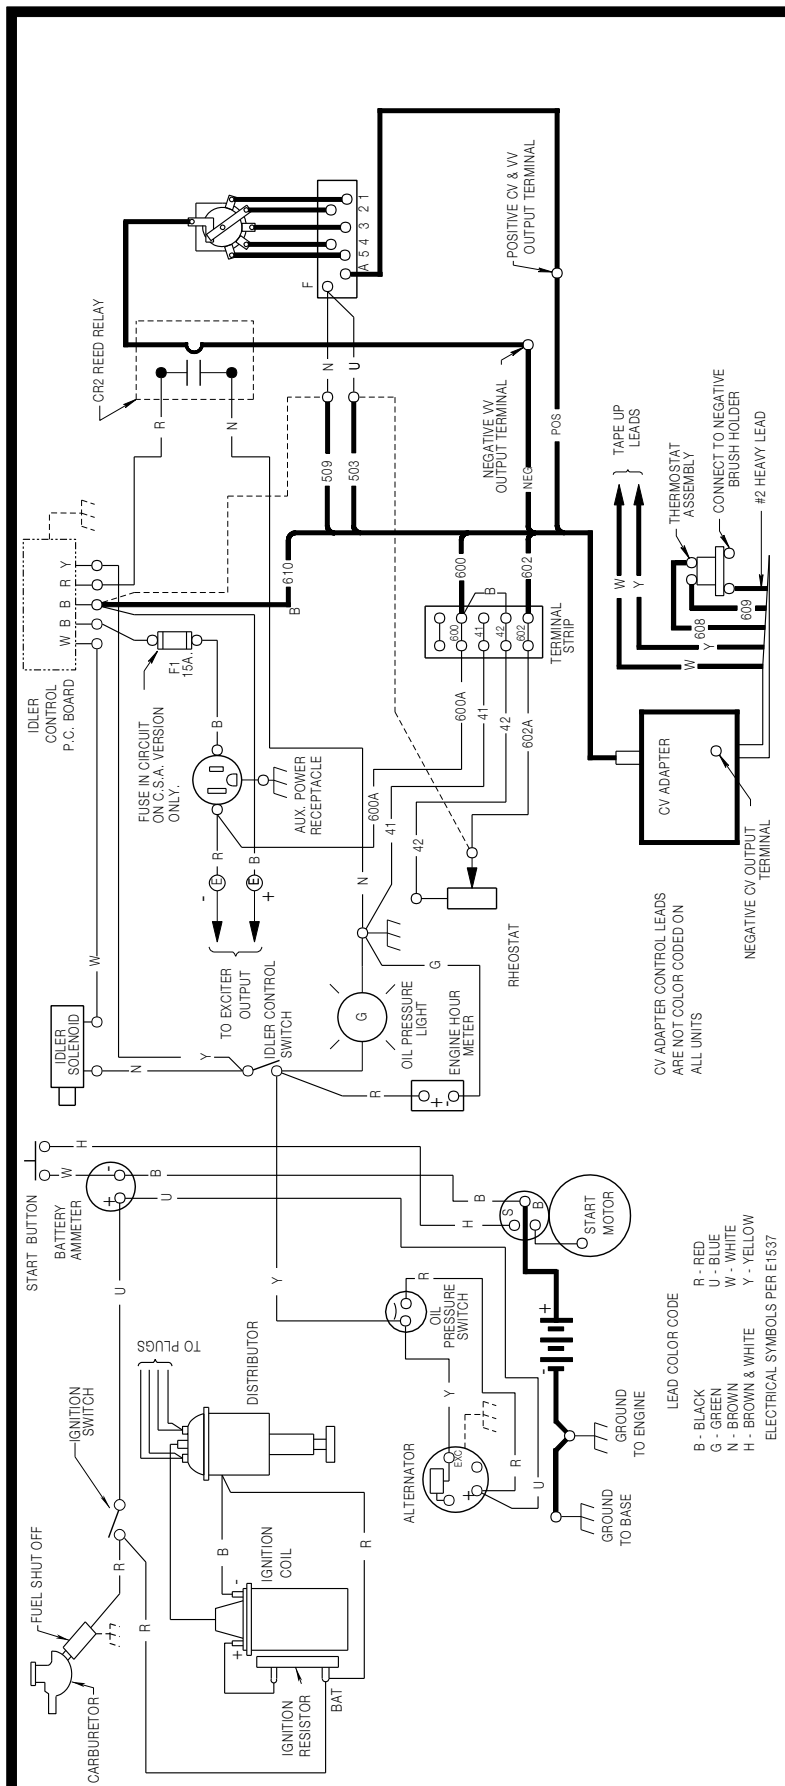 CR2 REED RELAY
R
N
F
A 5 4 3 2 1
N
U
POSITIVE CV & VV
OUTPUT TERMINAL
IDLER
CONTROL
P.C. BOARD
W B B R Y
F1
15A.
FUSE IN CIRCUIT
ON C.S.A. VERSION
ONLY.
B
610
509
503
NEGATIVE VV
OUTPUT TERMINAL
NEG
POS
600
602
B
600
41
42
602
TERMINAL
STRIP
600A
41
42
602A
B
AUX. POWER
RECEPTACLE
600A
41
42
R
B
E
E
-
+
TO EXCITER
OUTPUT
N
RHEOSTAT
TAPE UP
LEADS
W
Y
THERMOSTAT
ASSEMBLY
CONNECT TO NEGATIVE
BRUSH HOLDER
#2 HEAVY LEAD
W
Y
608
609
CV ADAPTER
NEGATIVE CV OUTPUT
TERMINAL
CV ADAPTER CONTROL LEADS
ARE NOT COLOR CODED ON
ALL UNITS
IDLER
SOLENOID
W
N
Y
IDLER CONTROL
SWITCH
G
OIL PRESSURE
LIGHT
G
R
+ -
ENGINE HOUR
METER
START BUTTON
H
W
BATTERY
AMMETER
+ -
B
U
U
Y
H
B
S
B
START
MOTOR
R
OIL
PRESSURE
SWITCH
Y
+
-
TO PLUGS
DISTRIBUTOR
IGNITION
SWITCH
ALTERNATOR
EXC
+
R
U
GROUND
TO ENGINE
GROUND
TO BASE
FUEL SHUT OFF
CARBURETOR
R
R
B
R
IGNITION
COIL
+
-
IGNITION
RESISTOR
BAT
LEAD COLOR CODE
B - BLACK R - RED
G - GREEN U - BLUE
N - BROWN W - WHITE
H - BROWN & WHITE Y - YELLOW
ELECTRICAL SYMBOLS PER E1537